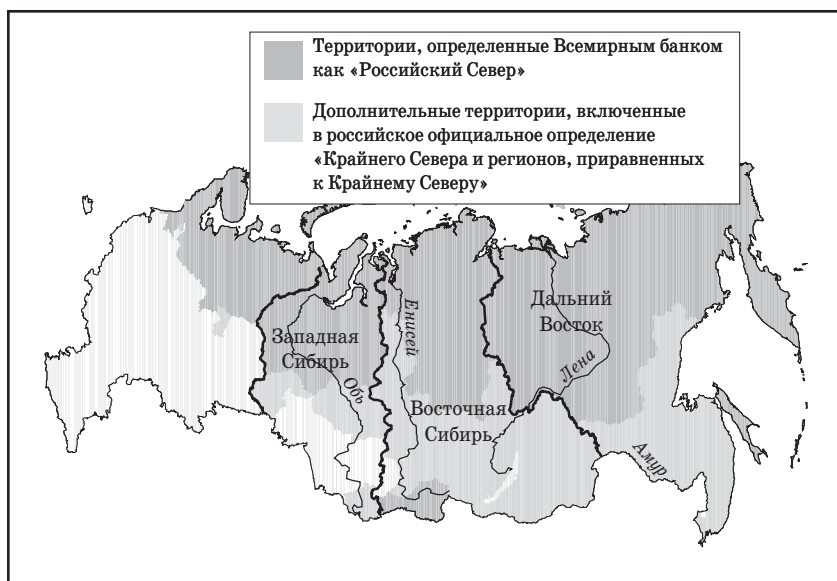 Территории, определенные Всемирным банком
как «Российский Север»
Дополнительные территории, включенные
в российское официальное определение
«Крайнего Севера и регионов, приравненных
к Крайнему Северу»
Западная
Сибирь
Обь
Енисей
Восточная
Сибирь
Дальний
Восток
Лена
Амур